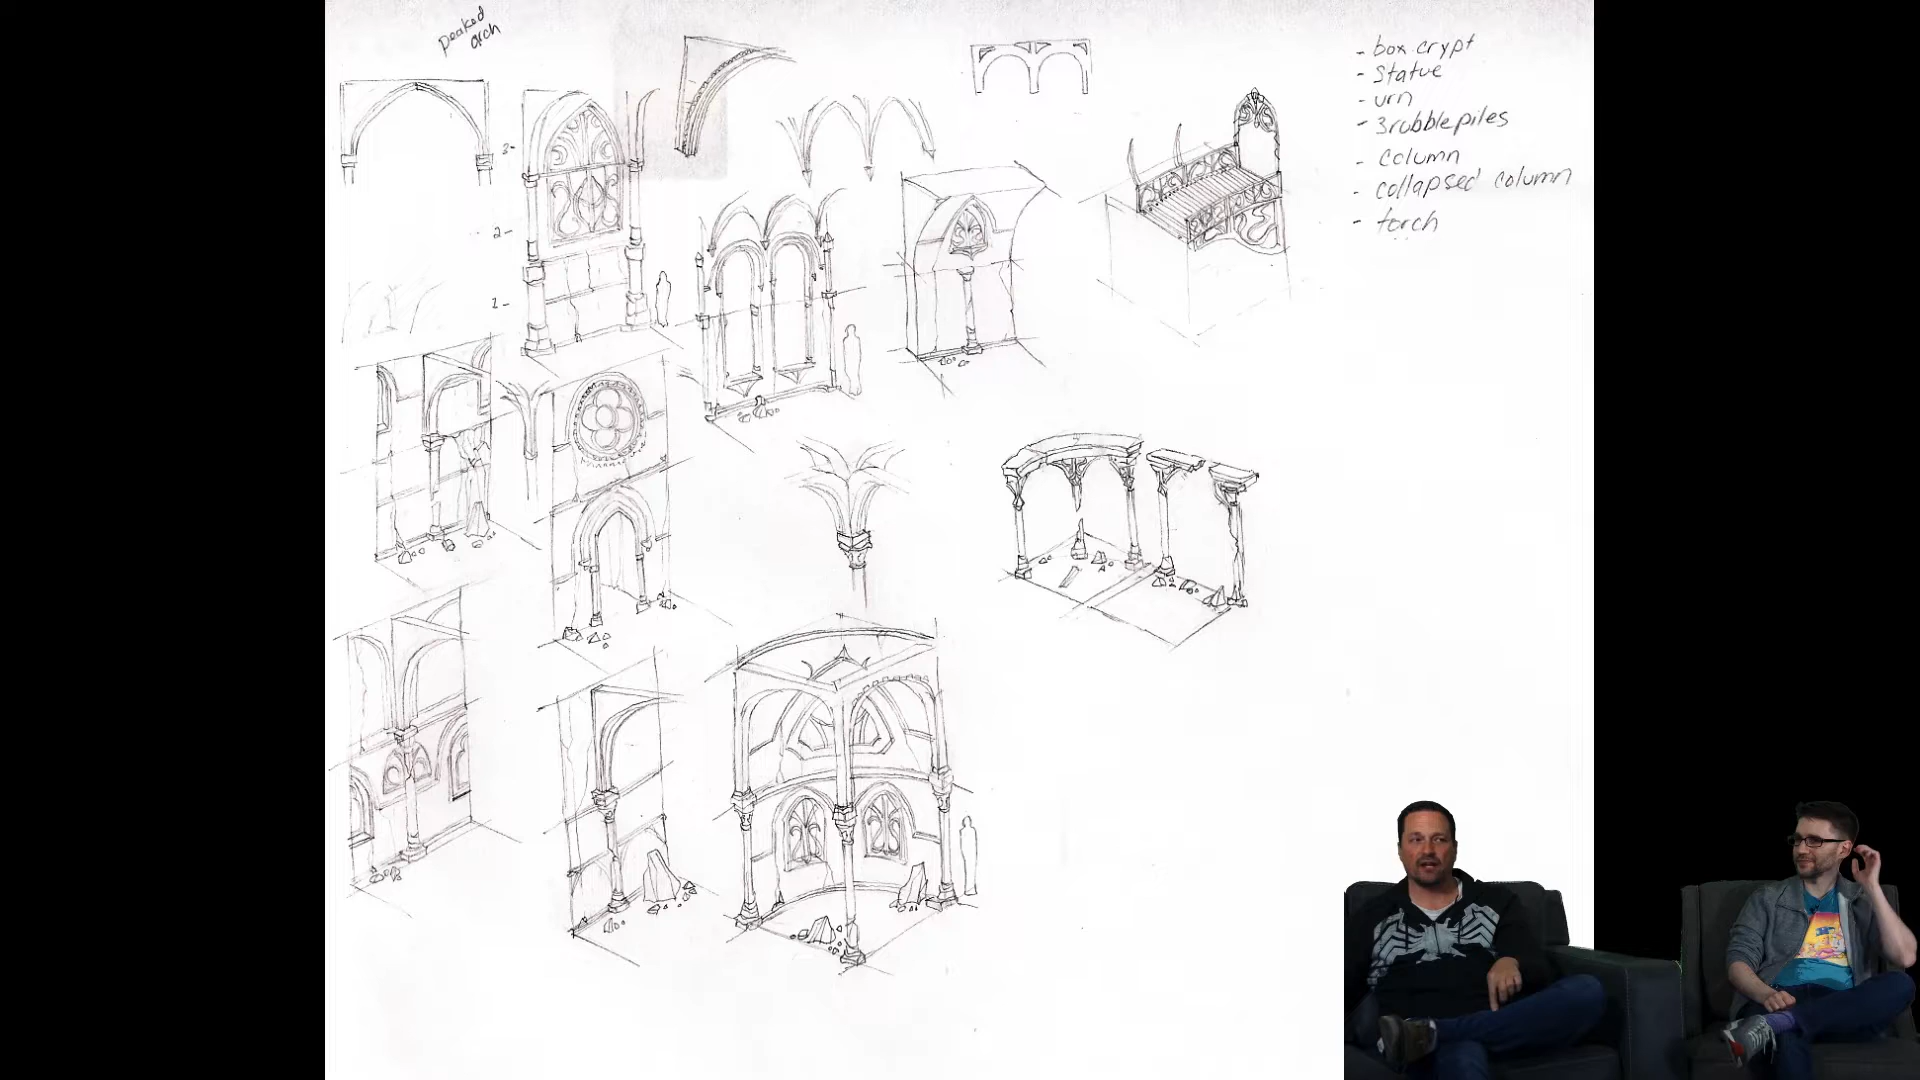 peaked
arch
3-
2-
1-
- box crypt
- statue
- urn
- 3 rubble piles
- column
- collapsed column
- torch